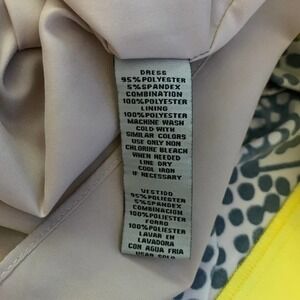 DRESS
95% POLYESTER
5% SPANDEX
COMBINATION
100% POLYESTER
LINING
100% POLYESTER
MACHINE WASH
COLD WITH
SIMILAR COLORS
USE ONLY NON
CHLORINE BLEACH
WHEN NEEDED
LINE DRY
COOL IRON
IF NECESSARY
VESTIDO
95% POLIESTER
5% SPANDEX
COMBINACION
100% POLIESTER
FORRO
100% POLIESTER
LAVAR EN
LAVADORA
CON AGUA FRIA
USAR SOLO